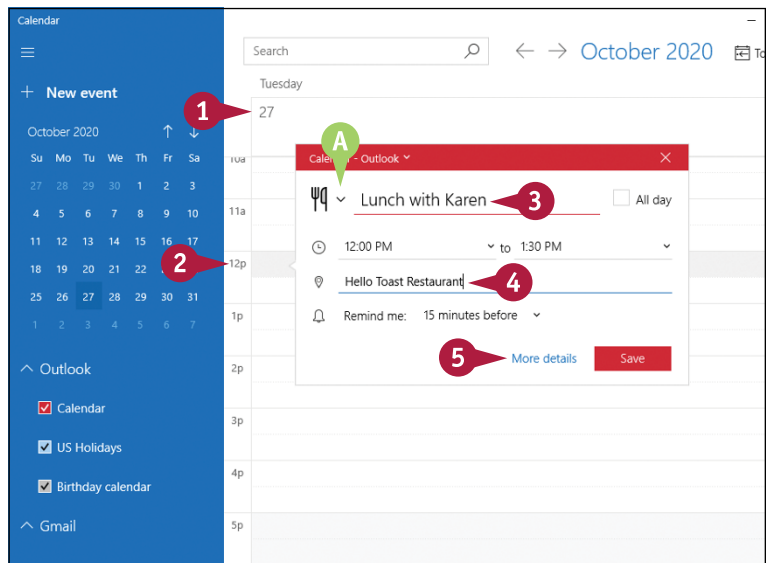 Calendar
Search
October 2020
To
New event
Tuesday
1
27
October 2020
A
Su Mo Tu We Th Fr Sa
27 28 29 30 1 2 3
4 5 6 7 8 9 10
11 12 13 14 15 16 17
18 19 20 21 22
25 26 27 28 29 30 31
1 2 3 4 5 6 7
10a
- Outlook
Lunch with Karen
3
All day
11a
12:00 PM to 1:30 PM
2
12p
Hello Toast Restaurant
4
1p
Remind me: 15 minutes before
5
More details
Save
2p
Outlook
Calendar
3p
US Holidays
4p
Birthday calendar
Gmail
5p